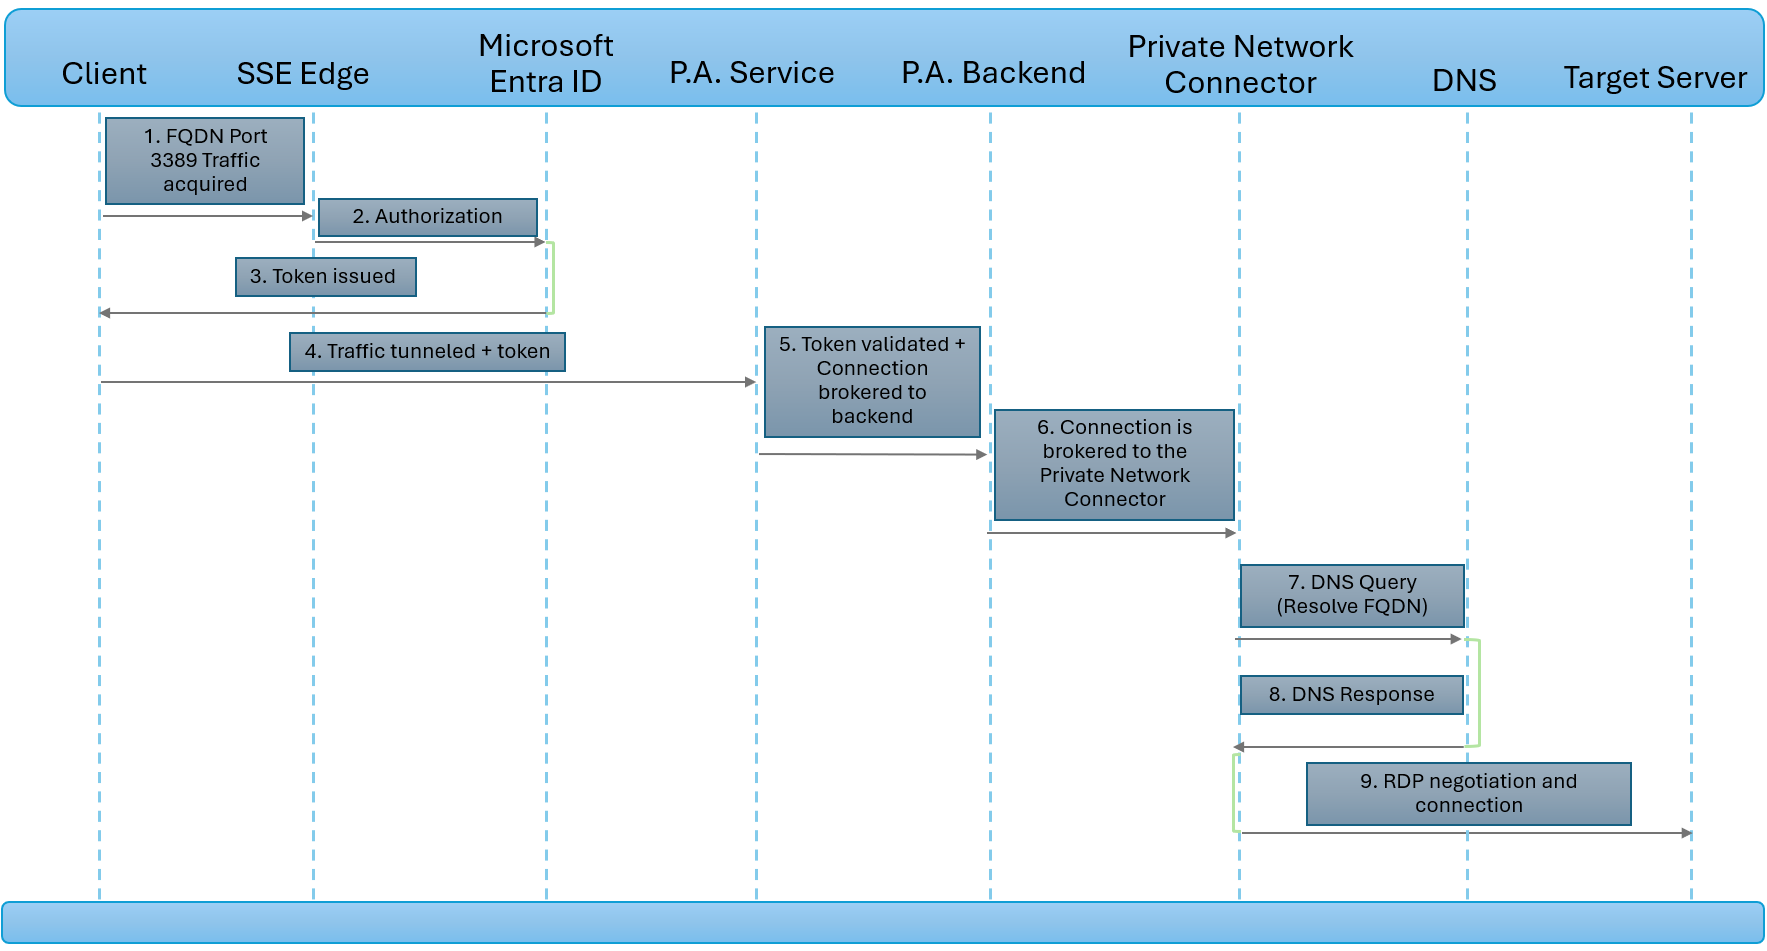 Client
SSE Edge
Microsoft
Entra ID
P.A. Service
P.A. Backend
Private Network
Connector
DNS
Target Server
1. FQDN Port
3389 Traffic
acquired
2. Authorization
3. Token issued
4. Traffic tunneled + token
5. Token validated +
Connection
brokered to
backend
6. Connection is
brokered to the
Private Network
Connector
7. DNS Query
(Resolve FQDN)
8. DNS Response
9. RDP negotiation and
connection